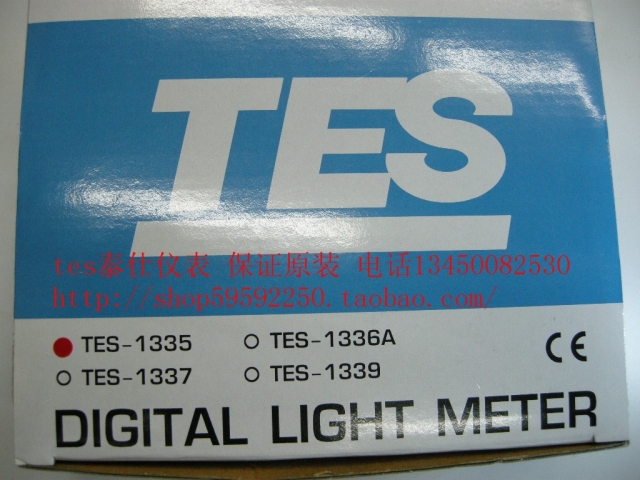 TES
tes泰仕仪表 保证原装 电话13450082530
http://shop59592250.taobao.com/
TES-1335 TES-1336A
TES-1337 TES-1339
CE
DIGITAL LIGHT METER